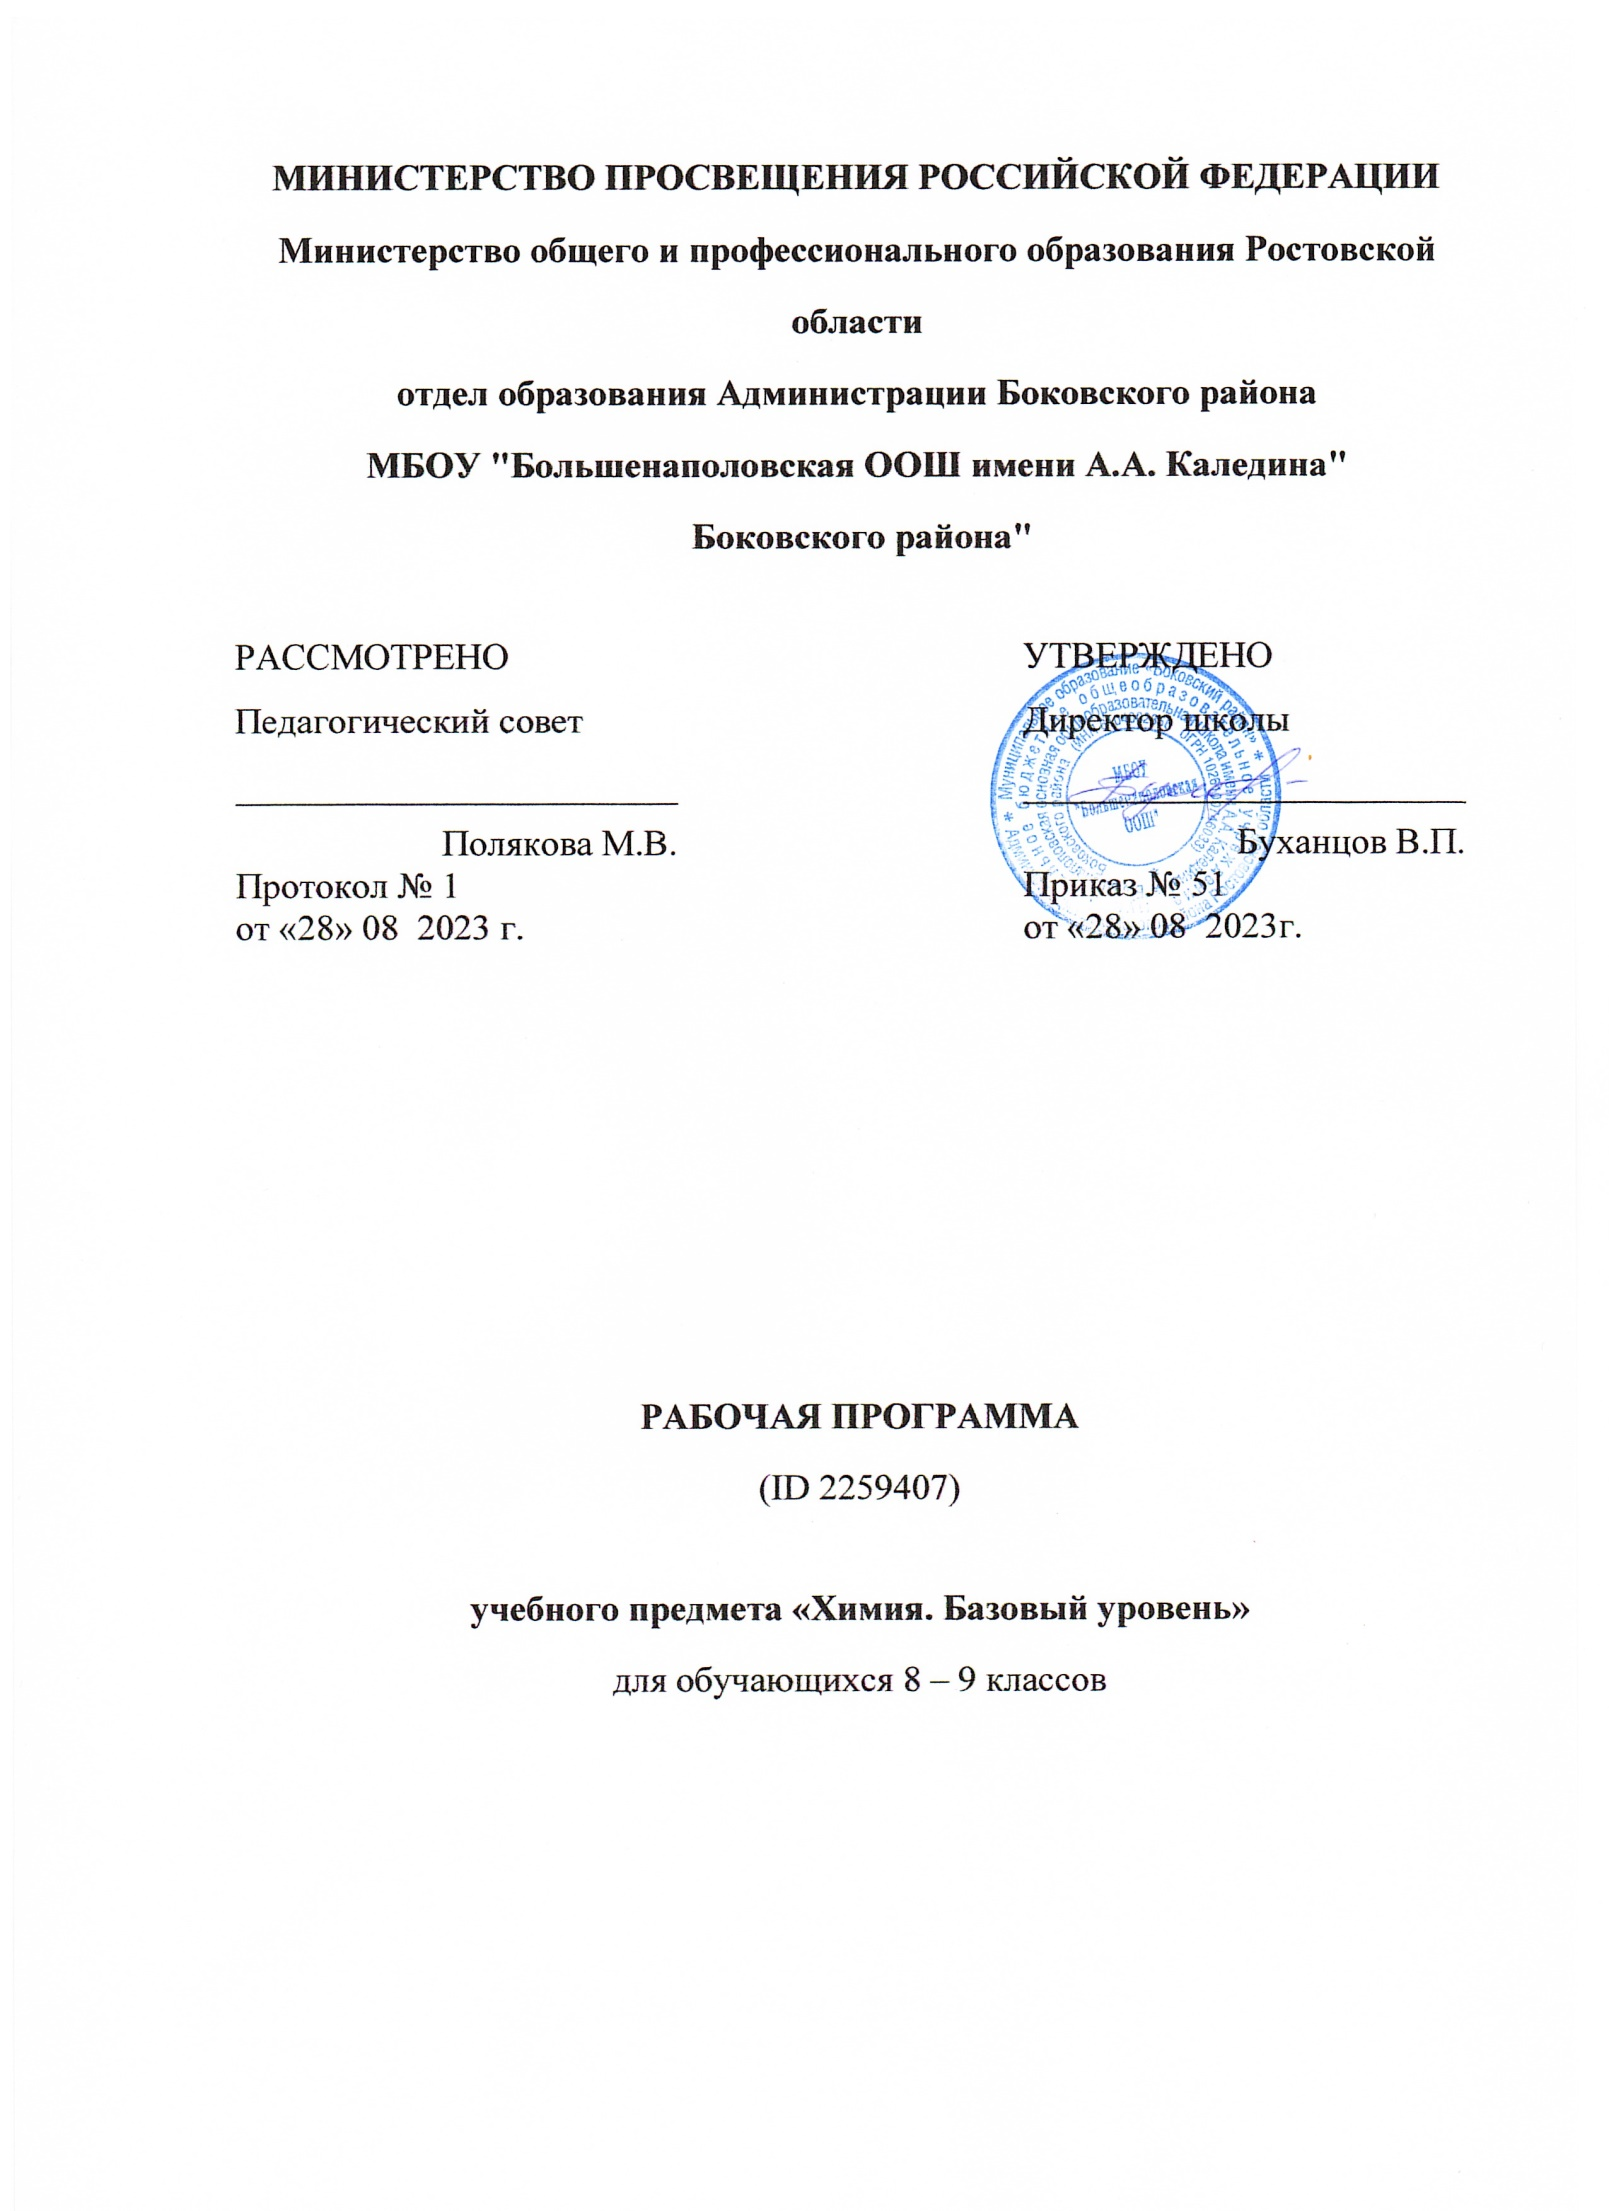 МИНИСТЕРСТВО ПРОСВЕЩЕНИЯ РОССИЙСКОЙ ФЕДЕРАЦИИ
Министерство общего и профессионального образования Ростовской
области
отдел образования Администрации Боковского района
МБОУ "Большенаполовская ООШ имени А.А. Каледина"
Боковского района"
РАССМОТРЕНО
Педагогический совет
Полякова М.В.
Протокол № 1
от «28» 08 2023 г.
УТВЕРЖДЕНО
Директор школы
Буханцов В.П.
Приказ № 51
от «28» 08 2023г.
МБОУ
"Большенаполовская
ООШ"
РАБОЧАЯ ПРОГРАММА
(ID 2259407)
учебного предмета «Химия. Базовый уровень»
для обучающихся 8 – 9 классов